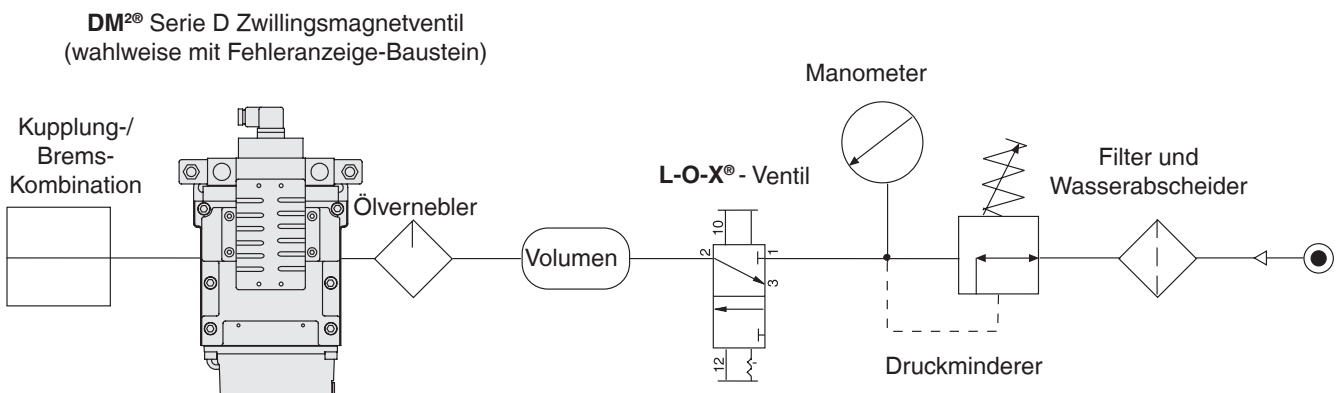 DM²® Serie D Zwillingsmagnetventil
(wahlweise mit Fehleranzeige-Baustein)
Manometer
Kupplung-/
Brems-
Kombination
Filter und
Wasserabscheider
L-O-X® - Ventil
Ölvernebler
10
Volumen
2
1
3
12
Druckminderer